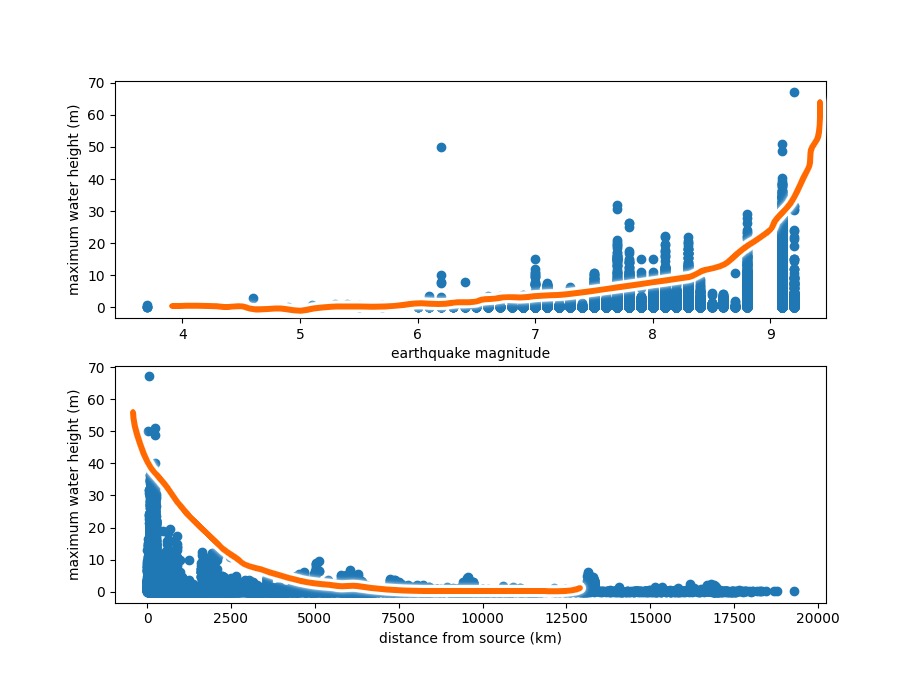 70
60
50
40
30
20
10
0
maximum water height (m)
4 5 6 7 8 9
earthquake magnitude
70
60
50
40
30
20
10
0
maximum water height (m)
0 2500 5000 7500 10000 12500 15000 17500 20000
distance from source (km)